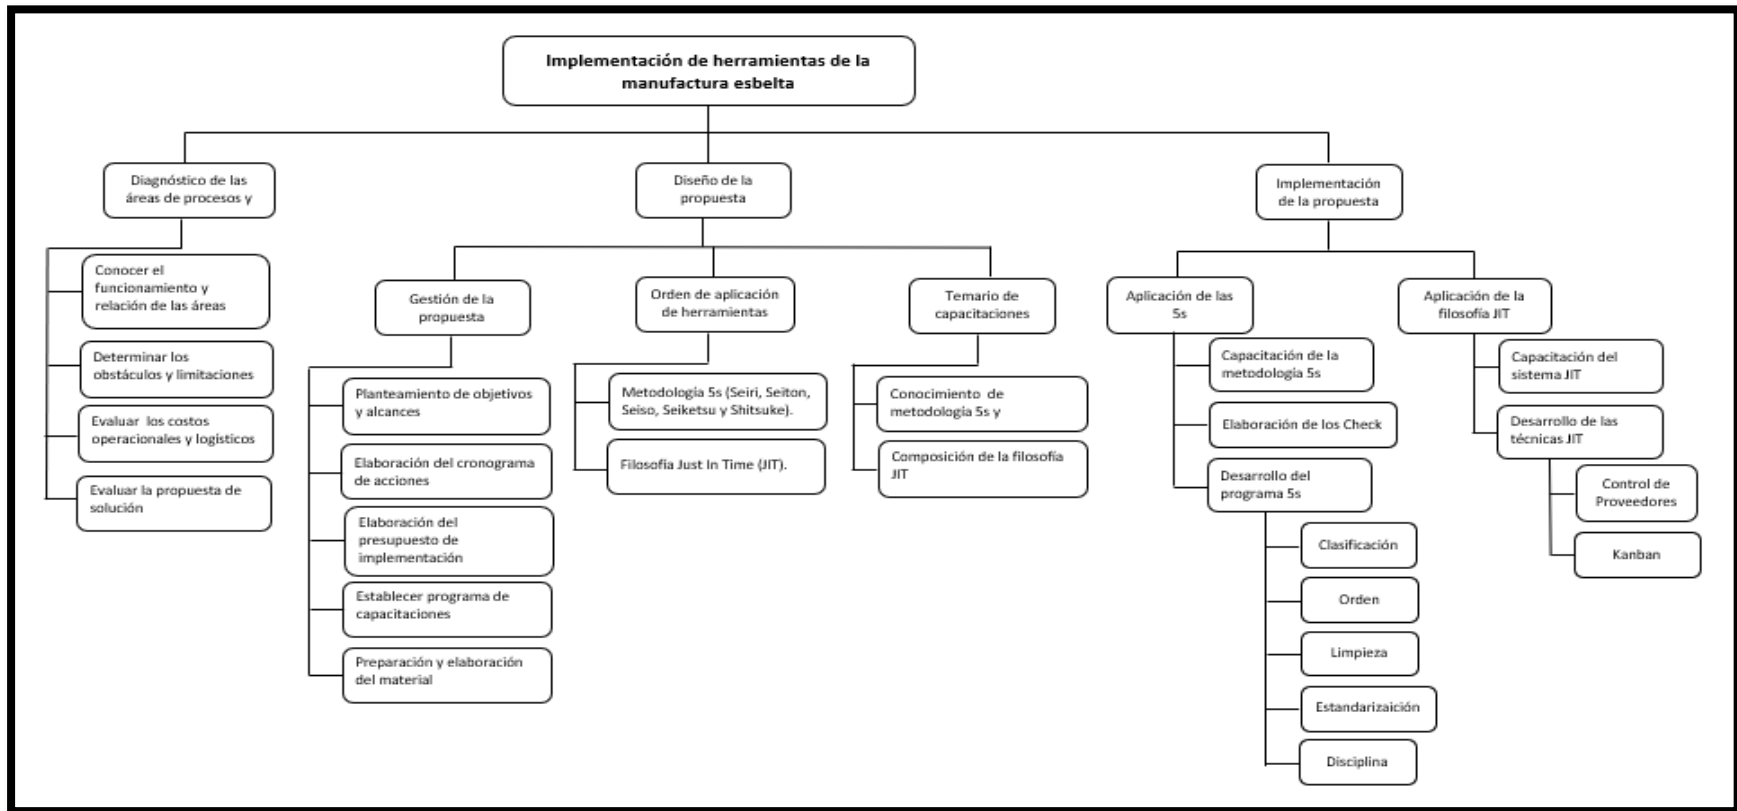 Implementación de herramientas de la
manufactura esbelta
Diagnóstico de las
áreas de procesos y
Diseño de la
propuesta
Implementación
de la propuesta
Conocer el
funcionamiento y
relación de las áreas
Determinar los
obstáculos y limitaciones
Evaluar los costos
operacionales y logísticos
Evaluar la propuesta de
solución
Gestión de la
propuesta
Planteamiento de objetivos
y alcances
Elaboración del cronograma
de acciones
Elaboración del
presupuesto de
implementación
Establecer programa de
capacitaciones
Preparación y elaboración
del material
Orden de aplicación
de herramientas
Metodología 5s (Seiri, Seiton,
Seiso, Seiketsu y Shitsuke).
Filosofía Just In Time (JIT).
Temario de
capacitaciones
Conocimiento de
metodología 5s y
Composición de la filosofía
JIT
Aplicación de las
5s
Capacitación de la
metodología 5s
Elaboración de los Check
Desarrollo del
programa 5s
Clasificación
Orden
Limpieza
Estandarizaición
Disciplina
Aplicación de la
filosofía JIT
Capacitación del
sistema JIT
Desarrollo de las
técnicas JIT
Control de
Proveedores
Kanban